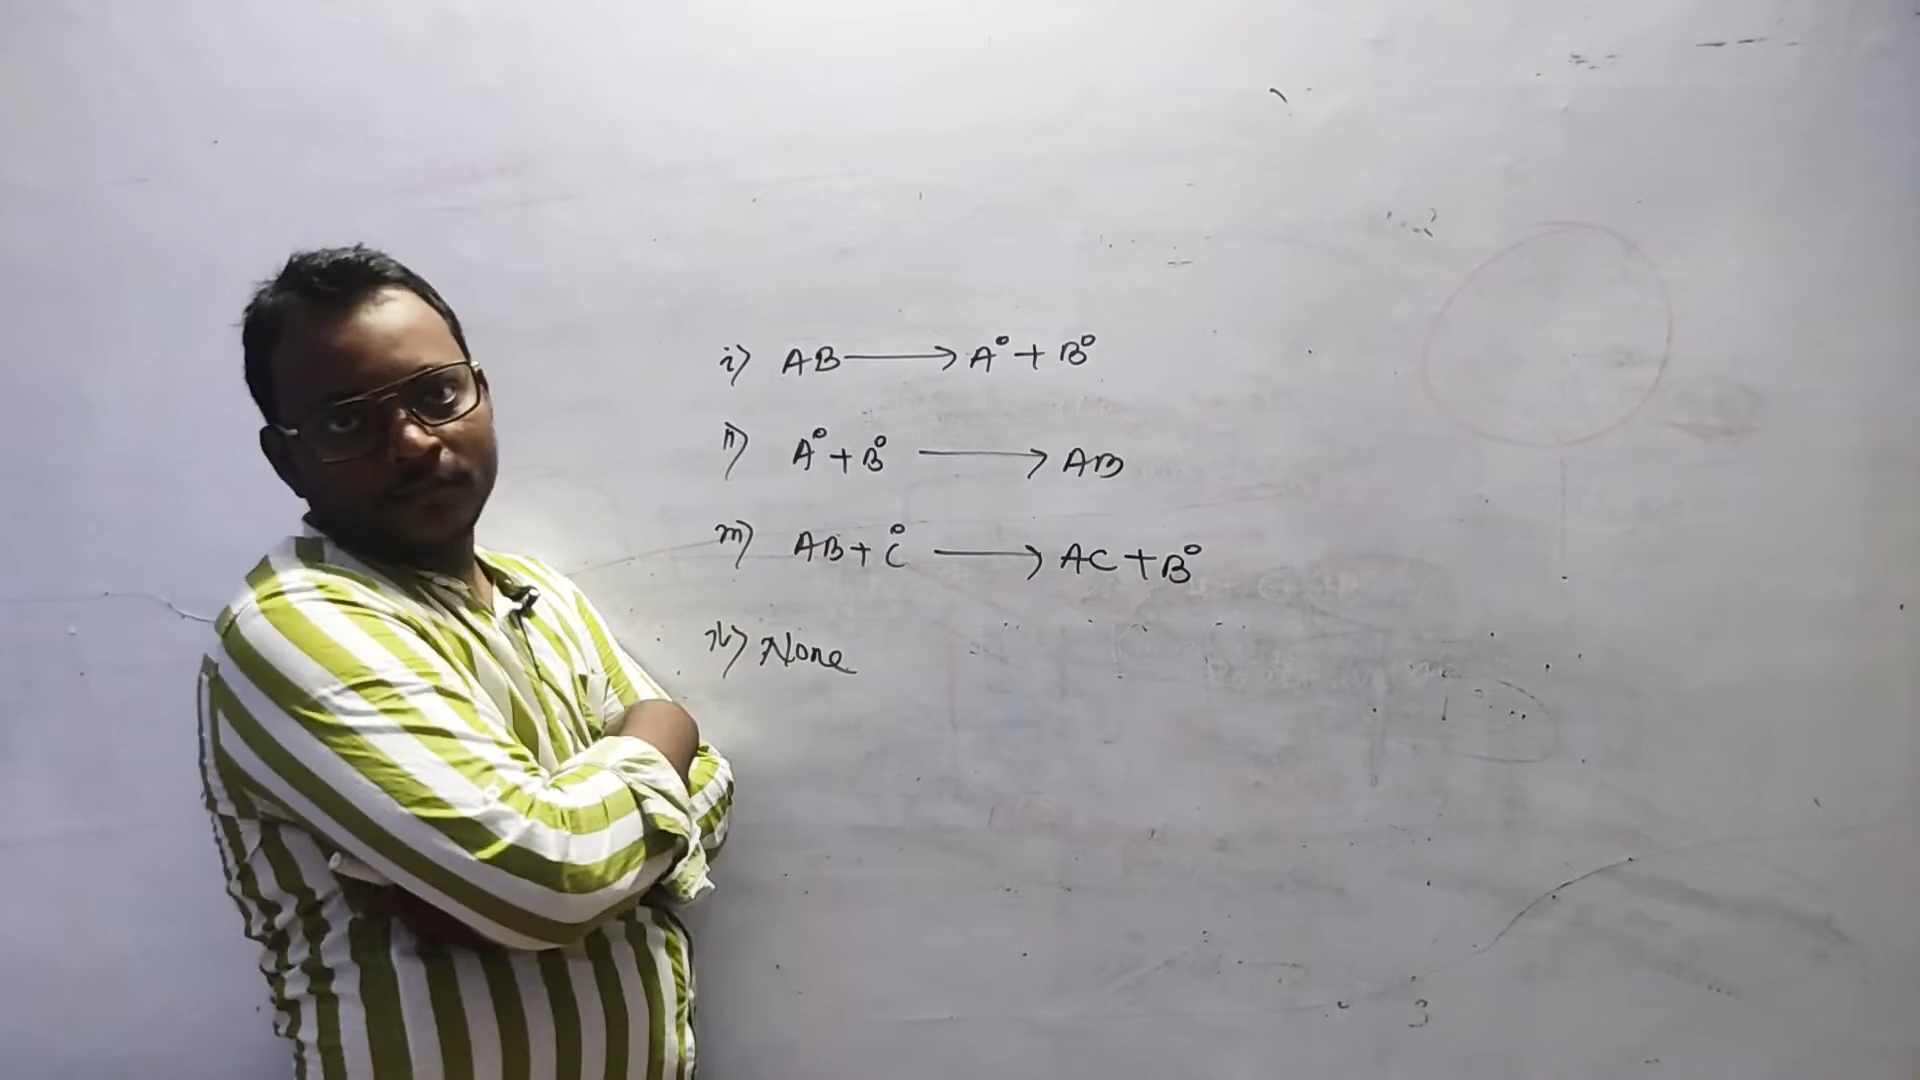 i) AB ⟶ A° + B°
ii) A° + B° ⟶ AB
iii) AB + C° ⟶ AC + B°
iv) None